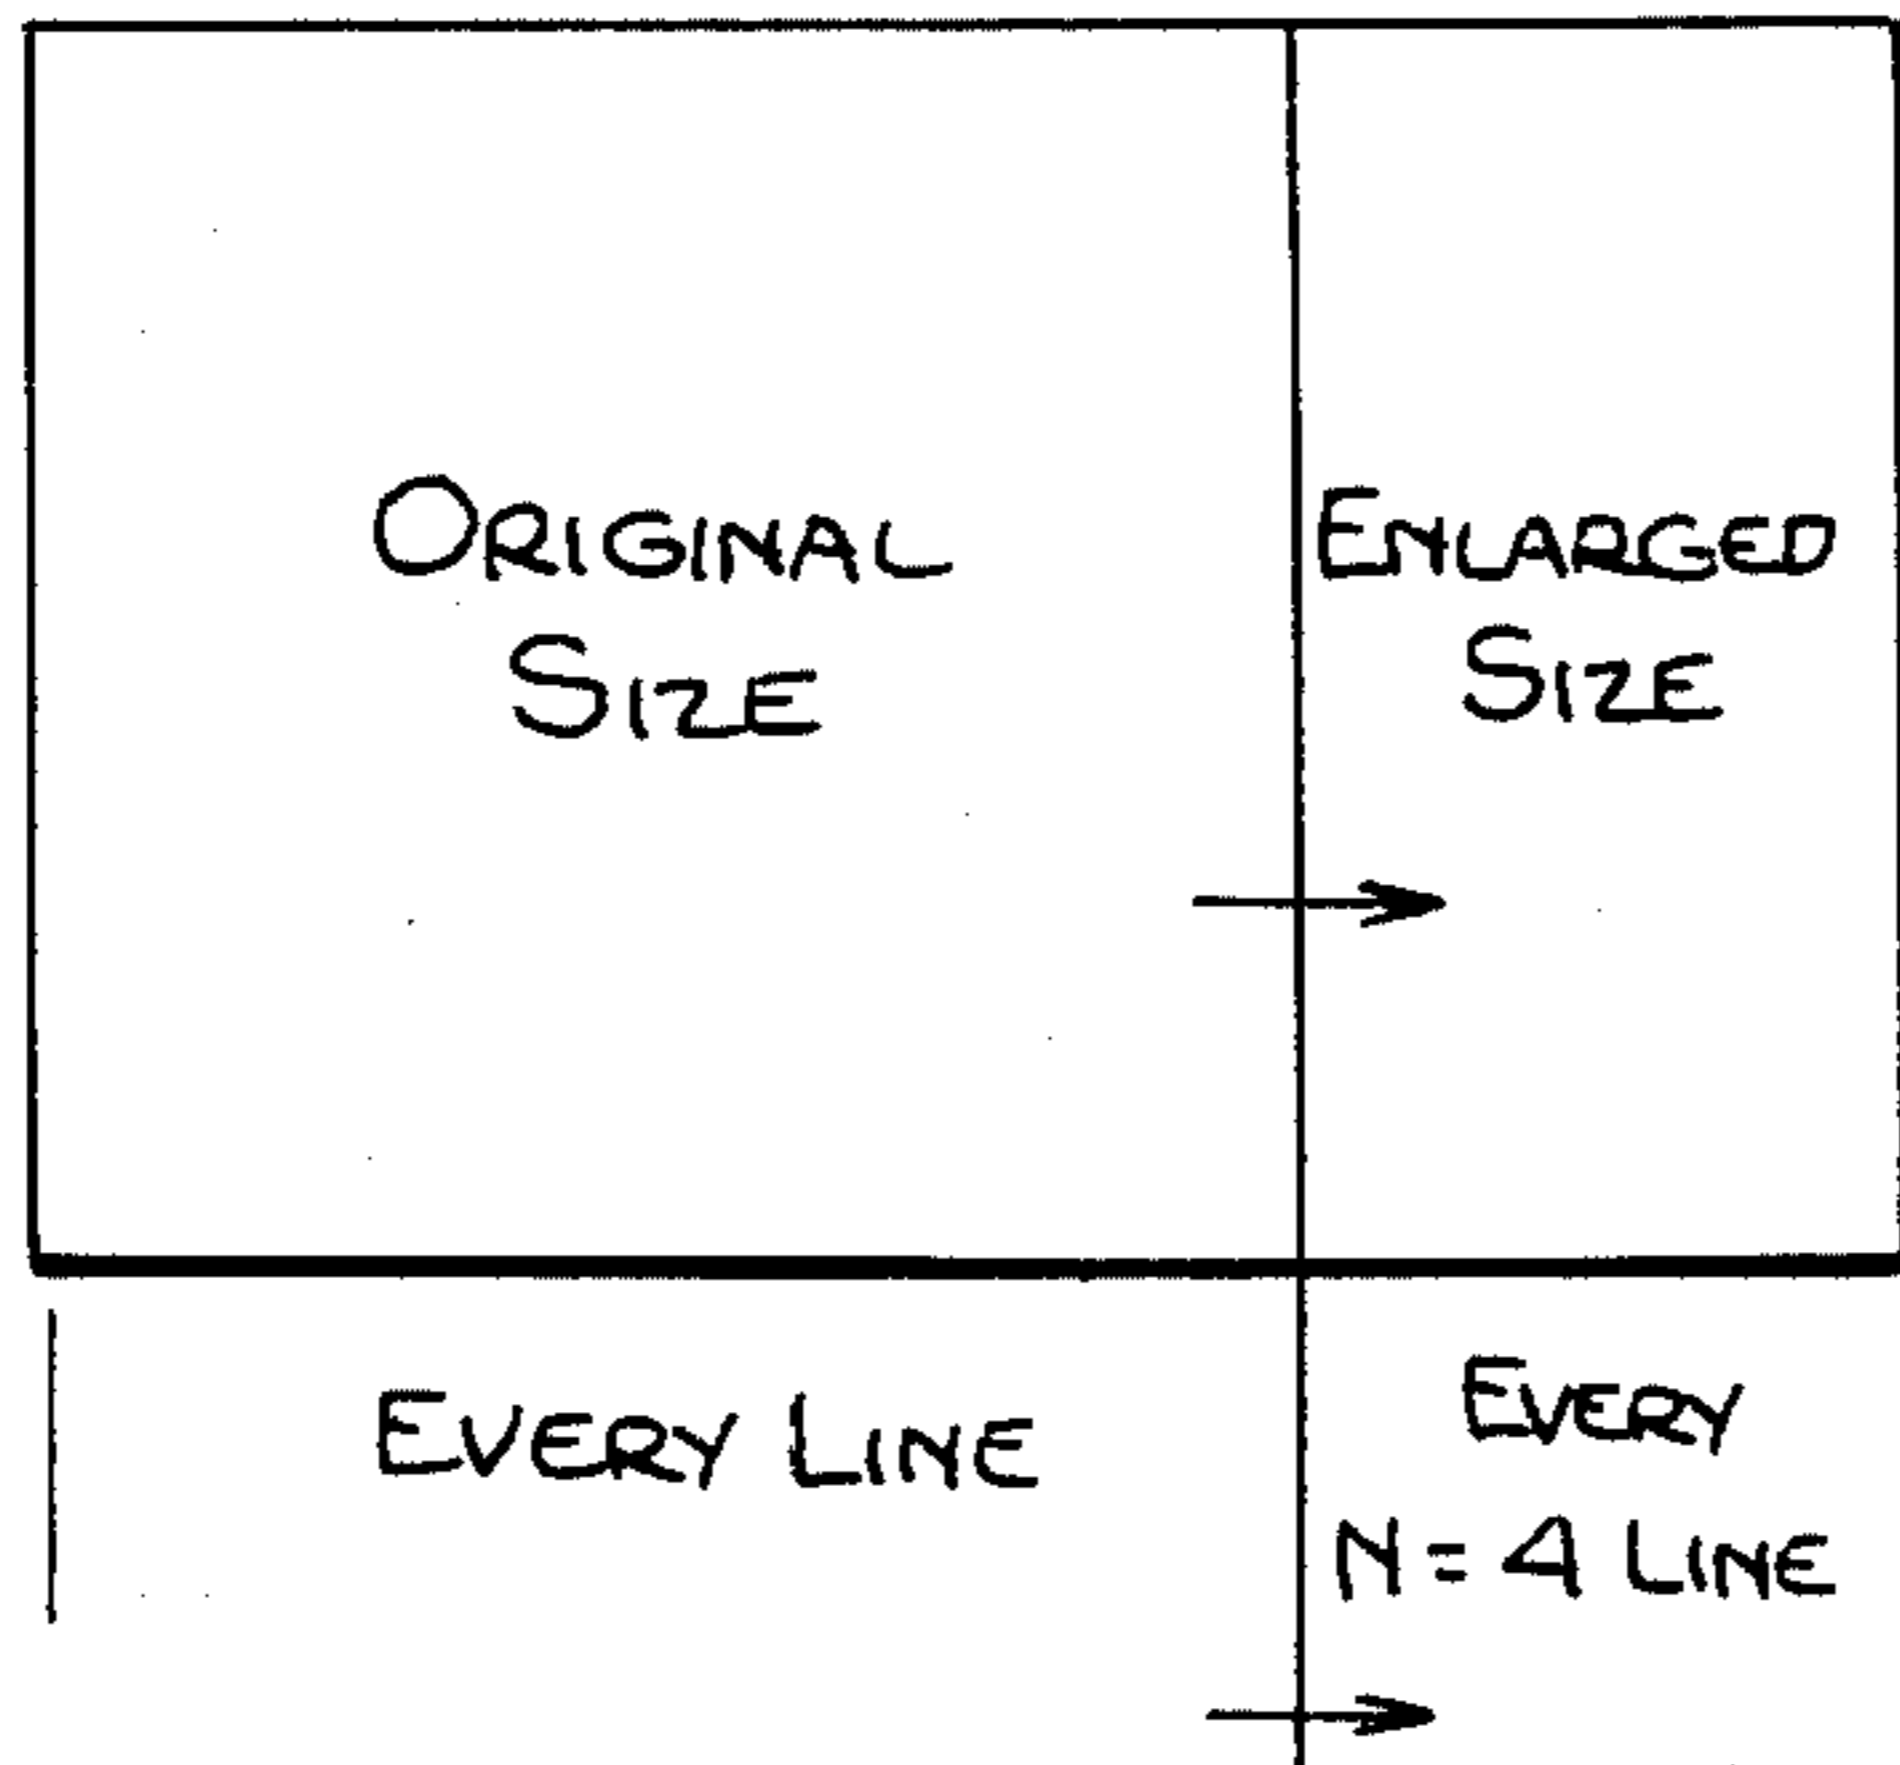 ORIGINAL
SIZE
ENLARGED
SIZE
EVERY LINE
EVERY
N=4 LINE